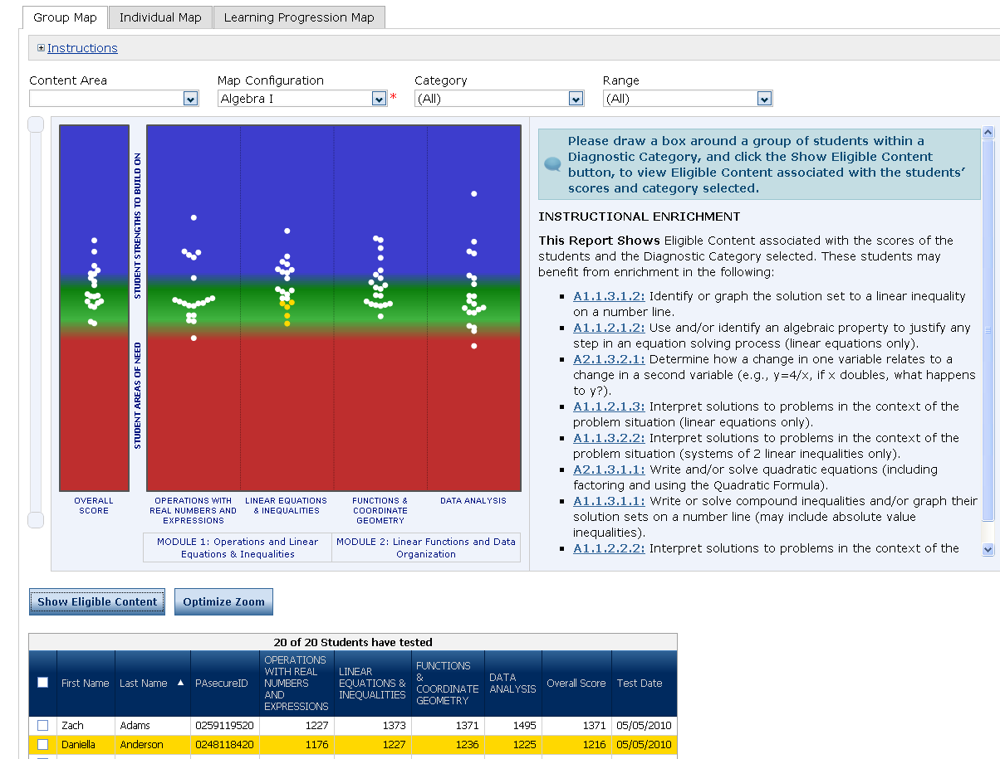 Group Map
Individual Map
Learning Progression Map
Instructions
Content Area
Map Configuration
Category
Range
Algebra I
*
(All)
(All)
STUDENT STRENGTHS TO BUILD ON
STUDENT AREAS OF NEED
OVERALL
SCORE
OPERATIONS WITH
REAL NUMBERS AND
EXPRESSIONS
LINEAR EQUATIONS
& INEQUALITIES
FUNCTIONS &
COORDINATE
GEOMETRY
DATA ANALYSIS
MODULE 1: Operations and Linear
Equations & Inequalities
MODULE 2: Linear Functions and Data
Organization
Please draw a box around a group of students within a
Diagnostic Category, and click the Show Eligible Content
button, to view Eligible Content associated with the students’
scores and category selected.
INSTRUCTIONAL ENRICHMENT
This Report Shows Eligible Content associated with the scores of the
students and the Diagnostic Category selected. These students may
benefit from enrichment in the following:
A1.1.3.1.2: Identify or graph the solution set to a linear inequality
on a number line.
A1.1.2.1.2: Use and/or identify an algebraic property to justify any
step in an equation solving process (linear equations only).
A2.1.3.2.1: Determine how a change in one variable relates to a
change in a second variable (e.g., y=4/x, if x doubles, what happens
to y?).
A1.1.2.1.3: Interpret solutions to problems in the context of the
problem situation (linear equations only).
A1.1.3.2.2: Interpret solutions to problems in the context of the
problem situation (systems of 2 linear inequalities only).
A2.1.3.1.1: Write and/or solve quadratic equations (including
factoring and using the Quadratic Formula).
A1.1.3.1.1: Write or solve compound inequalities and/or graph their
solution sets on a number line (may include absolute value
inequalities).
A1.1.2.2.2: Interpret solutions to problems in the context of the
Show Eligible Content
Optimize Zoom
20 of 20 Students have tested
First Name
Last Name
PAsecureID
OPERATIONS
WITH REAL
NUMBERS
AND
EXPRESSIONS
LINEAR
EQUATIONS &
INEQUALITIES
FUNCTIONS
&
COORDINATE
GEOMETRY
DATA
ANALYSIS
Overall Score
Test Date
Zach Adams 0259119520 1227 1373 1371 1495 1371 05/05/2010
Daniella Anderson 0248118420 1176 1227 1236 1225 1216 05/05/2010